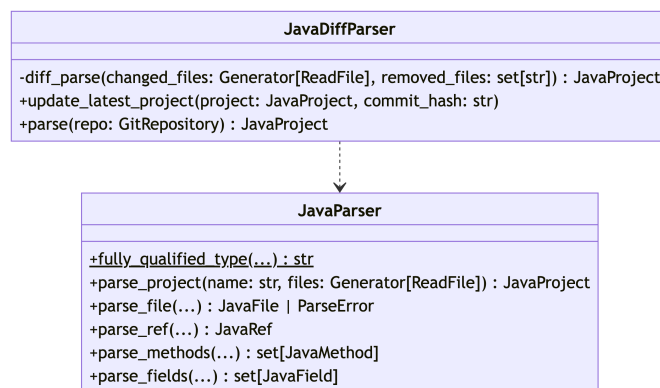 JavaDiffParser
-diff_parse(changed_files: Generator[ReadFile], removed_files: set[str]) : JavaProject
+update_latest_project(project: JavaProject, commit_hash: str)
+parse(repo: GitRepository) : JavaProject
JavaParser
+fully_qualified_type(...) : str
+parse_project(name: str, files: Generator[ReadFile]) : JavaProject
+parse_file(...) : JavaFile | ParseError
+parse_ref(...) : JavaRef
+parse_methods(...) : set[JavaMethod]
+parse_fields(...) : set[JavaField]